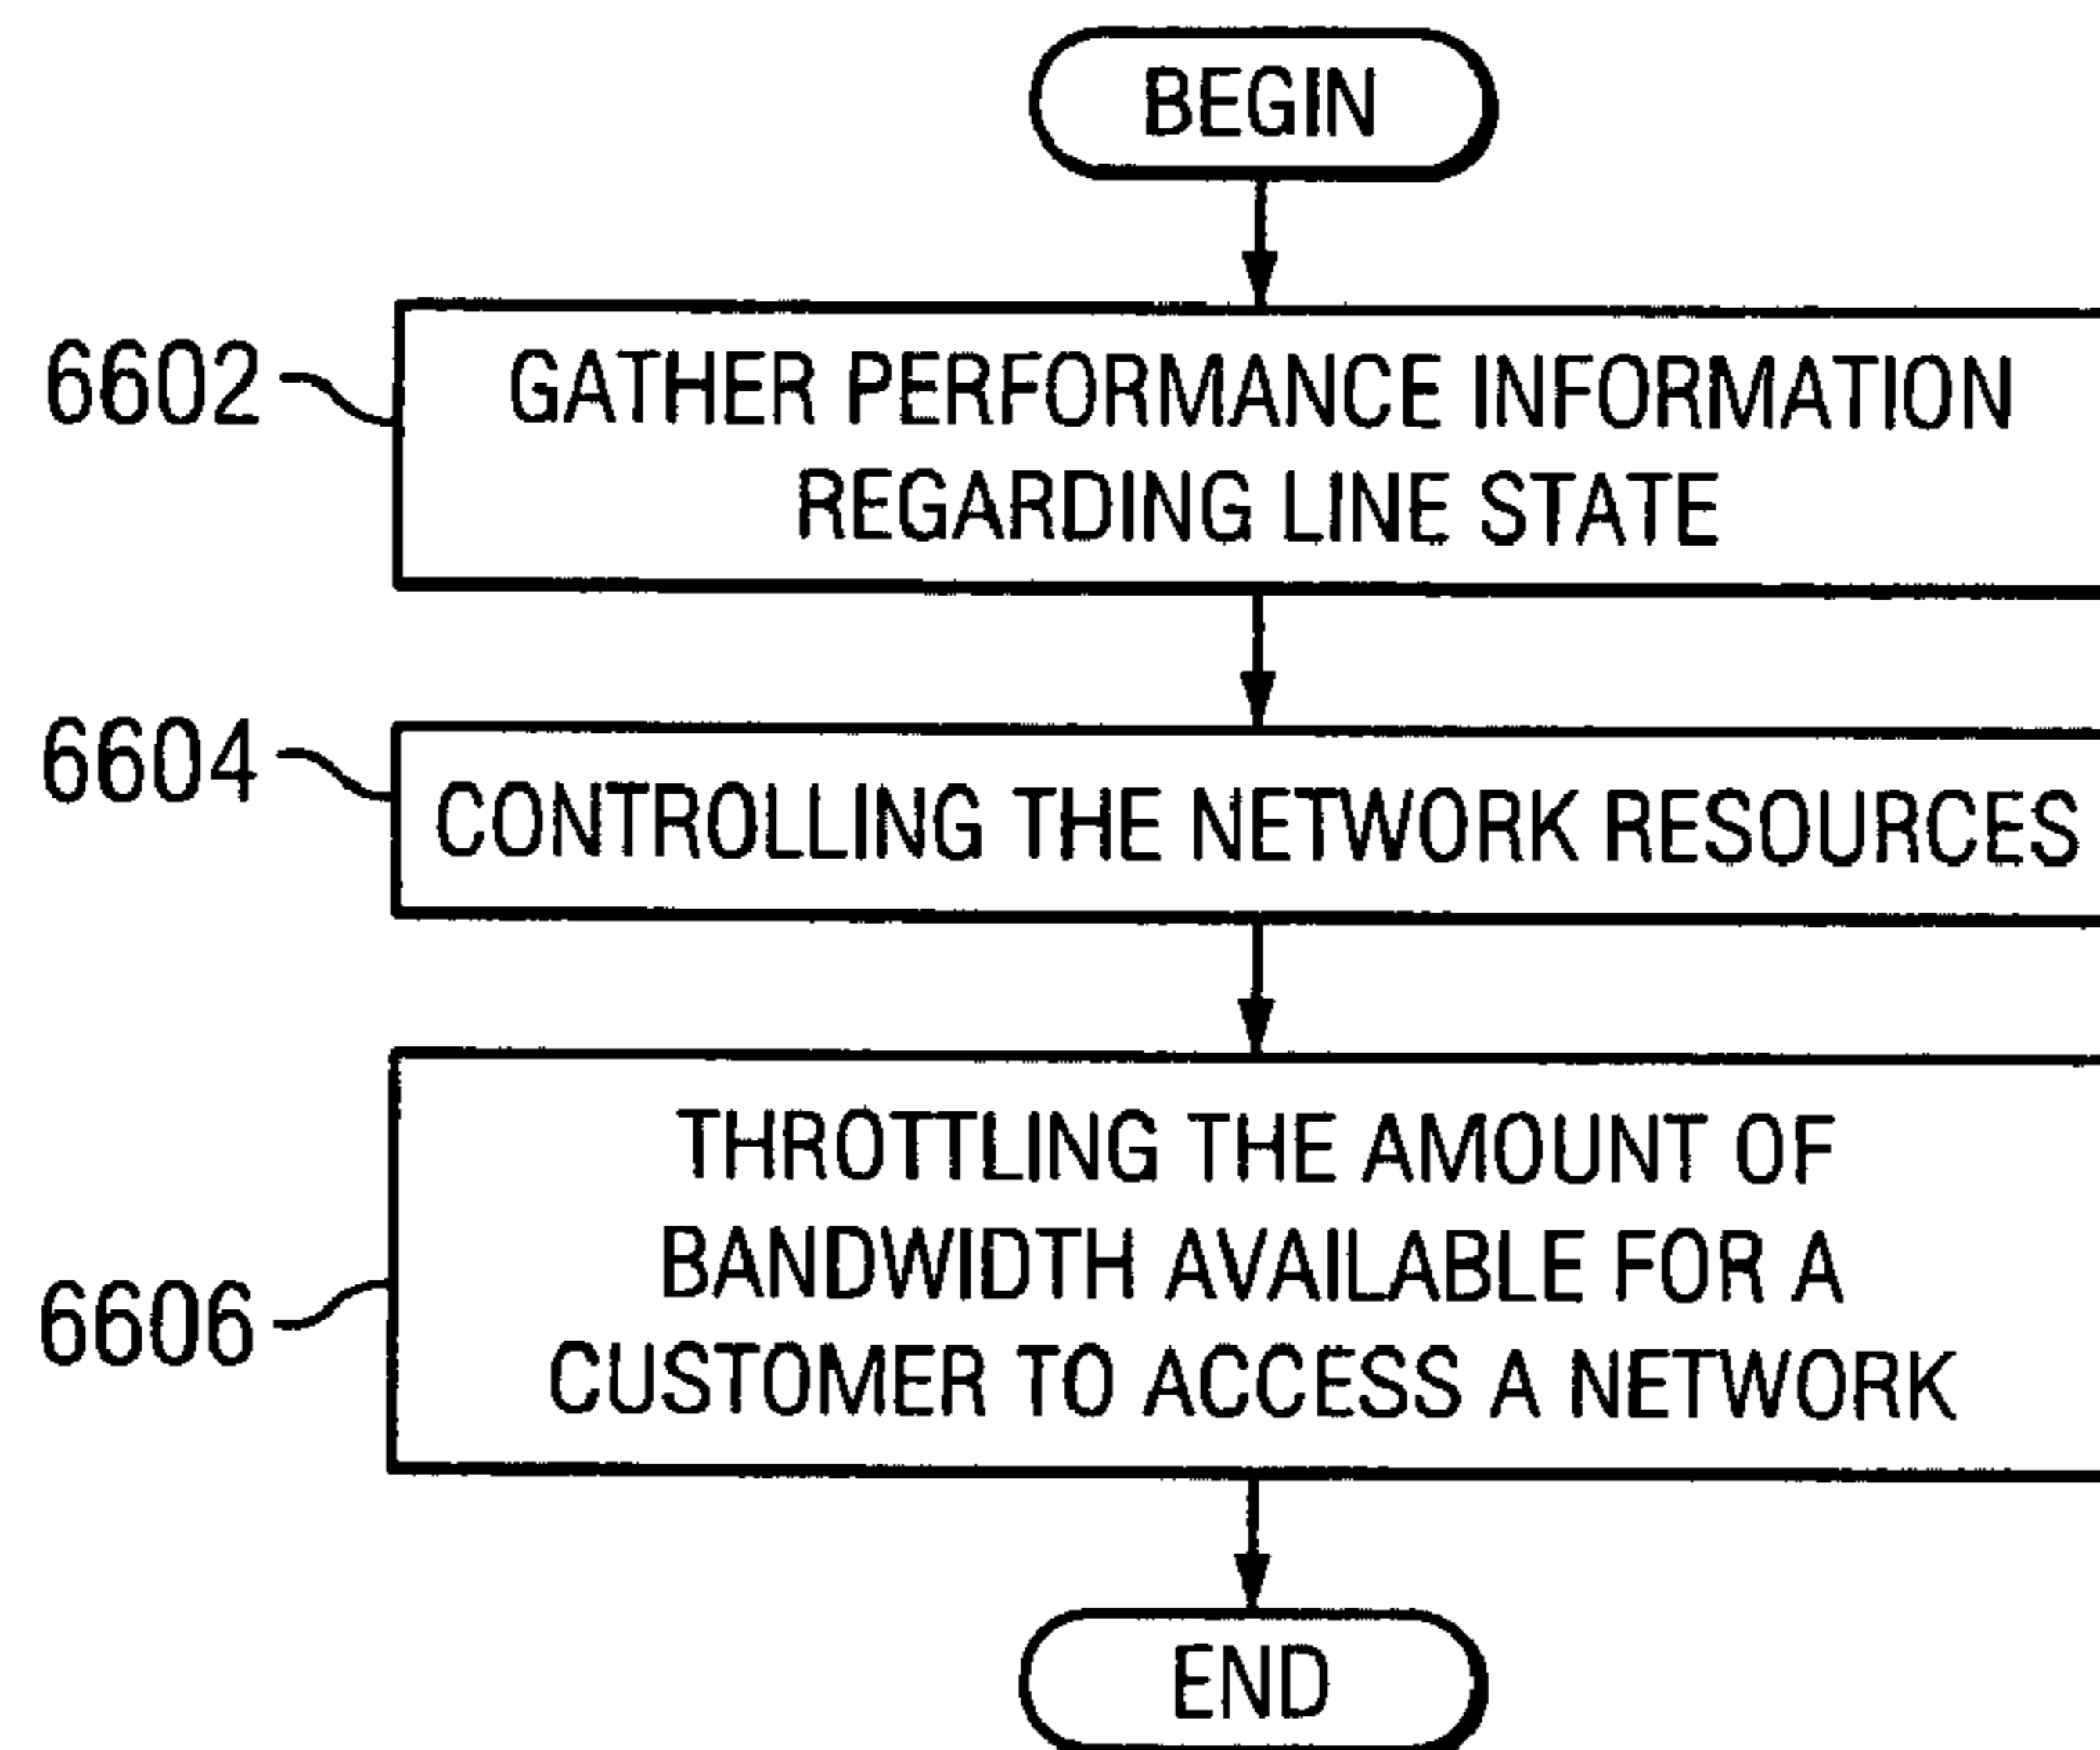 BEGIN
6602
GATHER PERFORMANCE INFORMATION
REGARDING LINE STATE
6604
CONTROLLING THE NETWORK RESOURCES
6606
THROTTLING THE AMOUNT OF
BANDWIDTH AVAILABLE FOR A
CUSTOMER TO ACCESS A NETWORK
END